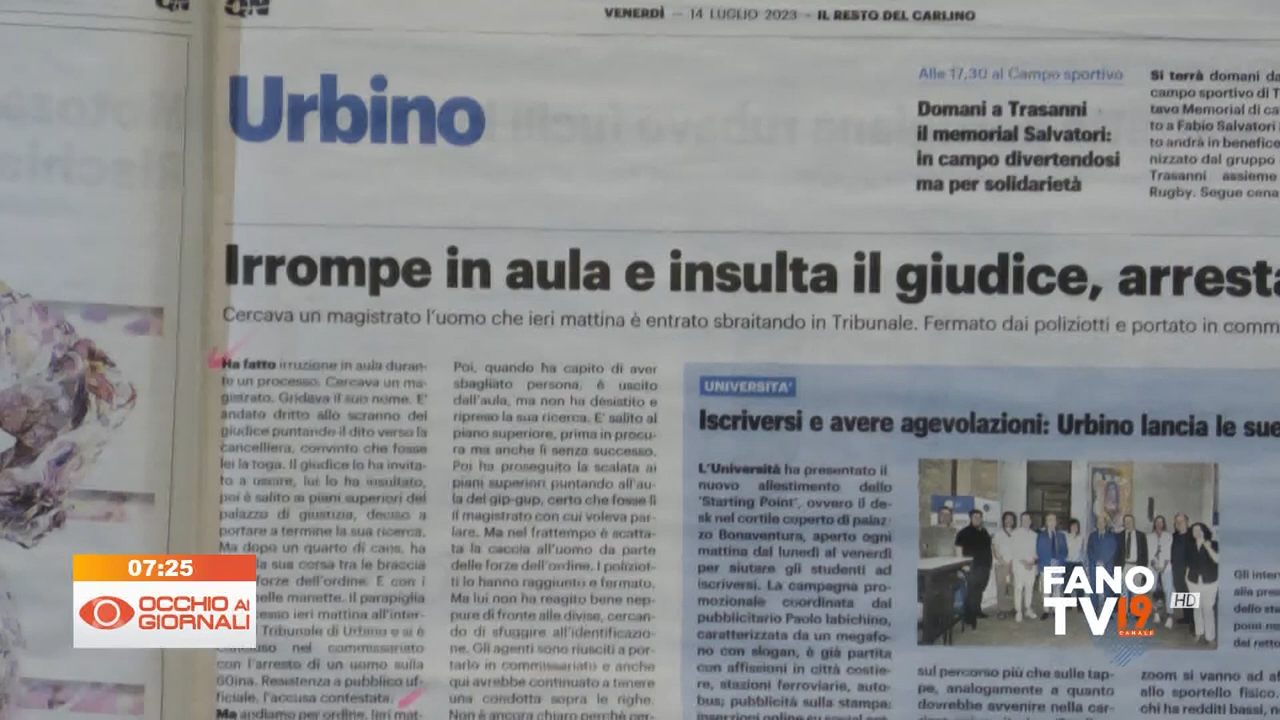 QN
VENERDÌ – 14 LUGLIO 2023 – IL RESTO DEL CARLINO
Urbino
Alle 17.30 al Campo sportivo
Domani a Trasanni
il memorial Salvatori:
in campo divertendosi
ma per solidarietà
Si terrà domani da
campo sportivo di T
tavo Memorial di ca
to a Fabio Salvatori
to andrà in benefice
nizzato dal gruppo
Trasanni assieme
Rugby. Segue cena
Irrompe in aula e insulta il giudice, arresta
Cercava un magistrato l'uomo che ieri mattina è entrato sbraitando in Tribunale. Fermato dai poliziotti e portato in comm
Ha fatto irruzione in aula duran-
te un processo. Cercava un ma-
gistrato. Gridava il suo nome. E'
andato dritto allo scranno del
giudice puntando il dito verso la
cancelliera, convinto che fosse
lei la toga. Il giudice lo ha invita-
to a uscire, lui lo ha insultato,
poi è salito ai piani superiori del
palazzo di giustizia, deciso a
portare a termine la sua ricerca.
Ma dopo un quarto di caos, ha
la sua corsa tra le braccia
forze dell'ordine. E con i
nelle manette. Il parapiglia
esso ieri mattina all'inter-
Tribunale di Urbino e si è
nel commissariato
con l'arresto di un uomo sulla
60ina. Resistenza a pubblico uf-
ficiale, l'accusa contestata.
Ma andiamo per ordine. Ieri mat-
Poi, quando ha capito di aver
sbagliato persona, è uscito
dall'aula, ma non ha desistito e
ripreso la sua ricerca. E' salito al
piano superiore, prima in procu-
ra ma anche lì senza successo.
Poi ha proseguito la scalata ai
piani superiori puntando all'au-
la del gip-gup, certo che fosse lì
il magistrato con cui voleva par-
lare. Ma nel frattempo è scatta-
ta la caccia all'uomo da parte
delle forze dell'ordine. I poliziot-
ti lo hanno raggiunto e fermato.
Ma lui non ha reagito bene nep-
pure di fronte alle divise, cercan-
do di sfuggire all'identificazio-
ne. Gli agenti sono riusciti a por-
tarlo in commissariato e anche
qui avrebbe continuato a tenere
una condotta sopra le righe.
Non è ancora chiaro perché per-
UNIVERSITA'
Iscriversi e avere agevolazioni: Urbino lancia le sue
L'Università ha presentato il
nuovo allestimento dello
'Starting Point', ovvero il de-
sk nel cortile coperto di palaz-
zo Bonaventura, aperto ogni
mattina dal lunedì al venerdì
per aiutare gli studenti ad
iscriversi. La campagna pro-
mozionale coordinata dal
pubblicitario Paolo Iabichino,
caratterizzata da un megafo-
no con slogan, è già partita
con affissioni in città costie-
re, stazioni ferroviarie, auto-
bus; pubblicità sulla stampa;
inserzioni online su social
sul percorso più che sulle tap-
pe, analogamente a quanto
dovrebbe avvenire nella car-
zoom si vanno ad af
allo sportello fisico,
chi ha redditi bassi, n
Gli inter
alla pres
dello sta
del retto
07:25
OCCHIO AI
GIORNALI
FANO
TV19
CANALE
HD